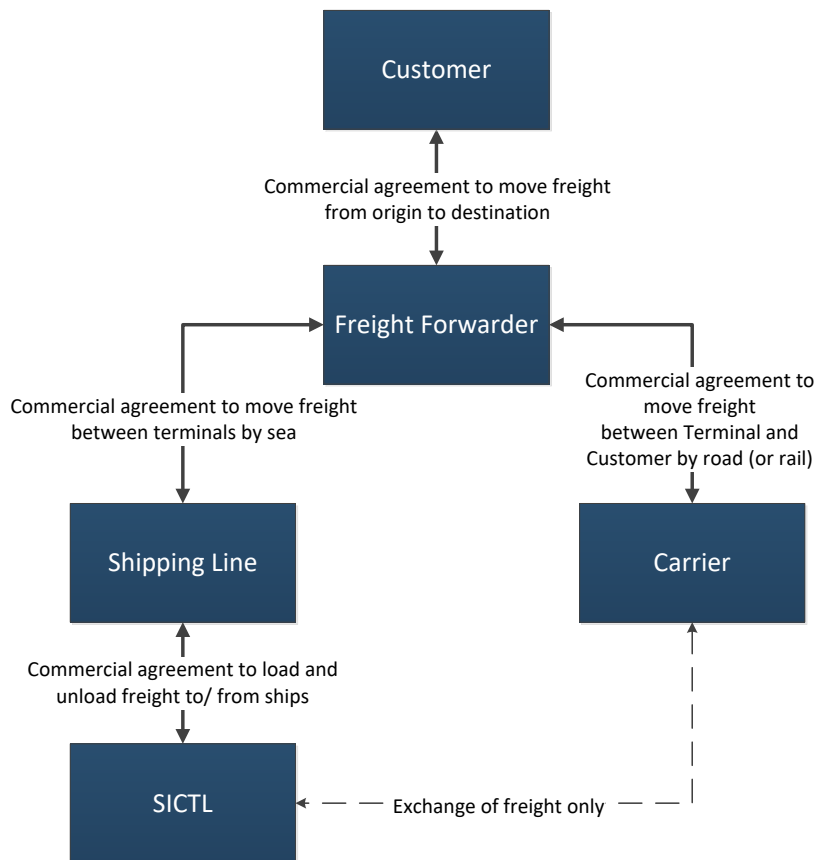 Customer
Commercial agreement to move freight
from origin to destination
Freight Forwarder
Commercial agreement to move freight
between terminals by sea
Commercial agreement to
move freight
between Terminal and
Customer by road (or rail)
Shipping Line
Carrier
Commercial agreement to load and
unload freight to/ from ships
SICTL
Exchange of freight only